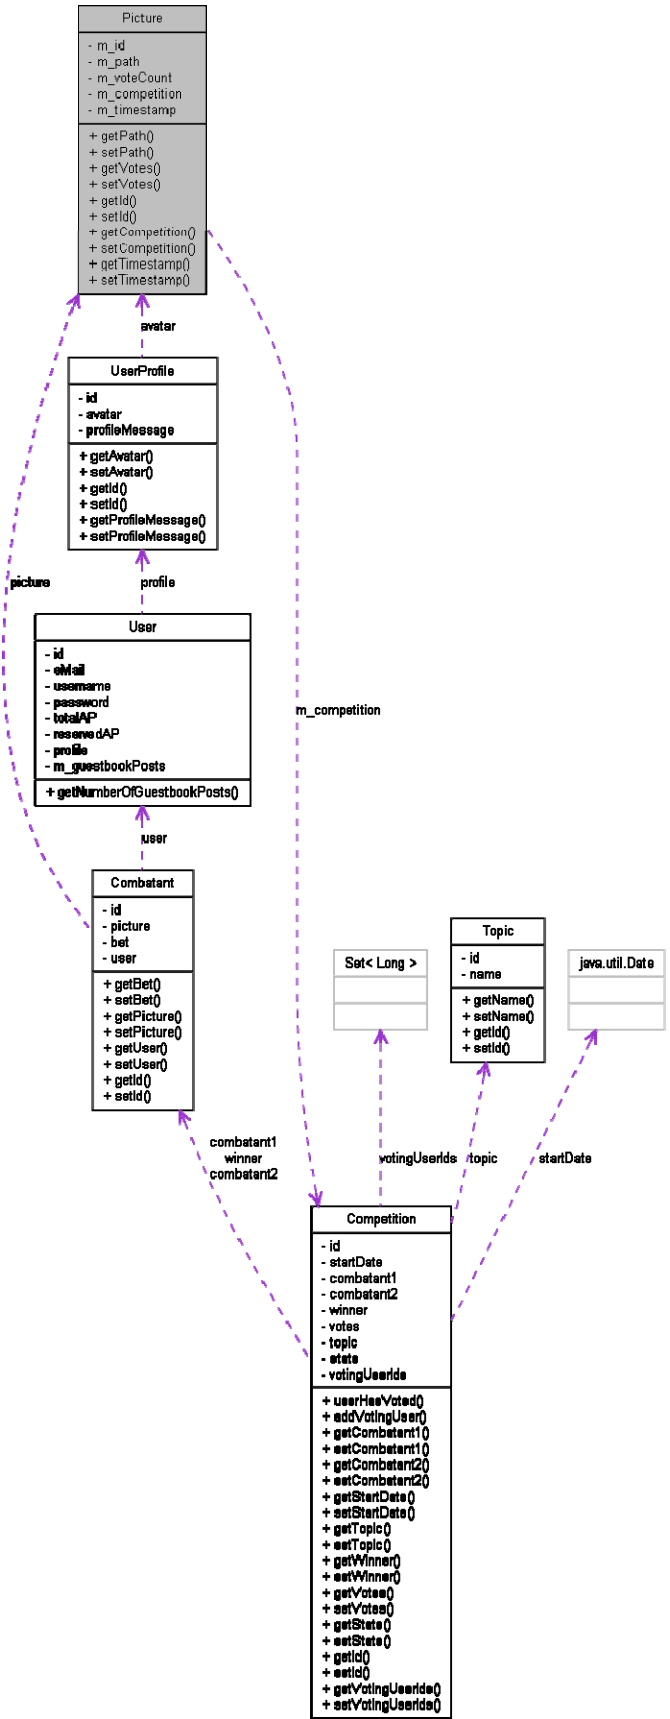 Picture
- m_id
- m_path
- m_voteCount
- m_competition
- m_timestamp
+ getPath()
+ setPath()
+ getVotes()
+ setVotes()
+ getId()
+ setId()
+ getCompetition()
+ setCompetition()
+ getTimestamp()
+ setTimestamp()
avatar
UserProfile
- id
- avatar
- profileMessage
+ getAvatar()
+ setAvatar()
+ getId()
+ setId()
+ getProfileMessage()
+ setProfileMessage()
picture
profile
User
- id
- eMail
- username
- password
- totalAP
- reservedAP
- profile
- m_guestbookPosts
+ getNumberOfGuestbookPosts()
m_competition
user
Combatant
- id
- picture
- bet
- user
+ getBet()
+ setBet()
+ getPicture()
+ setPicture()
+ getUser()
+ setUser()
+ getId()
+ setId()
Set< Long >
Topic
- id
- name
+ getName()
+ setName()
+ getId()
+ setId()
java.util.Date
combatant1
winner
combatant2
votingUserIds
topic
startDate
Competition
- id
- startDate
- combatant1
- combatant2
- winner
- votes
- topic
- state
- votingUserIds
+ userHasVoted()
+ addVotingUser()
+ getCombatant1()
+ setCombatant1()
+ getCombatant2()
+ setCombatant2()
+ getStartDate()
+ setStartDate()
+ getTopic()
+ setTopic()
+ getWinner()
+ setWinner()
+ getVotes()
+ setVotes()
+ getState()
+ setState()
+ getId()
+ setId()
+ getVotingUserIds()
+ setVotingUserIds()